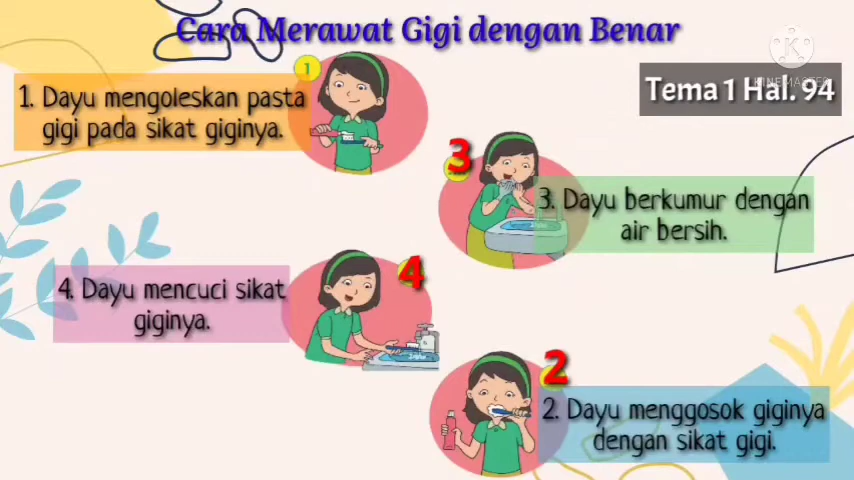 Cara Merawat Gigi dengan Benar
KINEMASTER
Tema 1 Hal. 94
1
1. Dayu mengoleskan pasta
gigi pada sikat giginya.
3
3. Dayu berkumur dengan
air bersih.
4
4. Dayu mencuci sikat
giginya.
2
2. Dayu menggosok giginya
dengan sikat gigi.